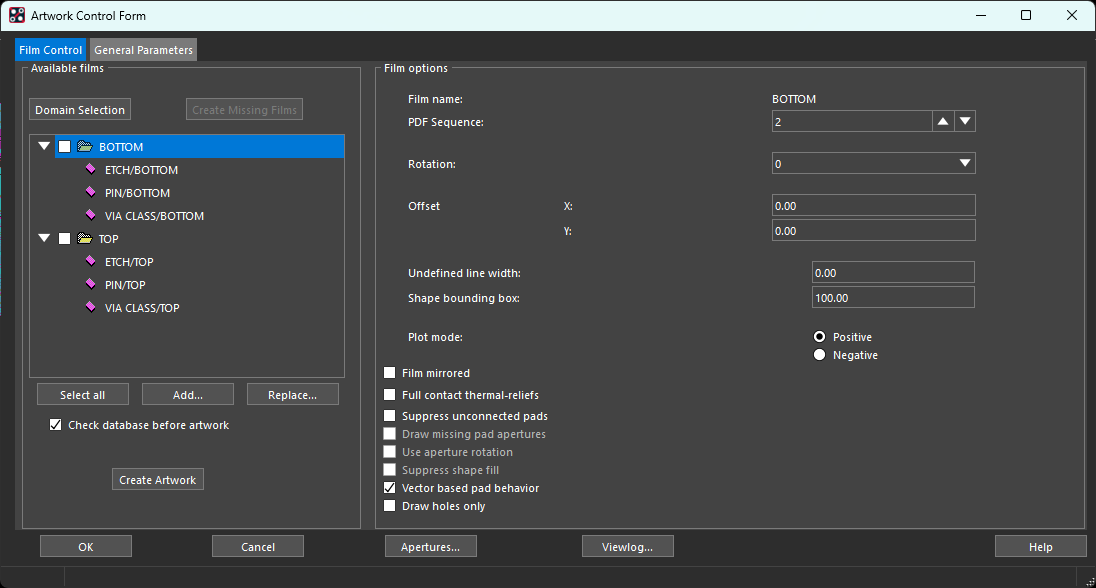 Artwork Control Form
Film Control
General Parameters
Available films
Domain Selection
Create Missing Films
BOTTOM
ETCH/BOTTOM
PIN/BOTTOM
VIA CLASS/BOTTOM
TOP
ETCH/TOP
PIN/TOP
VIA CLASS/TOP
Select all
Add...
Replace...
Check database before artwork
Create Artwork
Film options
Film name:
BOTTOM
PDF Sequence:
2
Rotation:
0
Offset
X:
0.00
Y:
0.00
Undefined line width:
0.00
Shape bounding box:
100.00
Plot mode:
Positive
Negative
Film mirrored
Full contact thermal-reliefs
Suppress unconnected pads
Draw missing pad apertures
Use aperture rotation
Suppress shape fill
Vector based pad behavior
Draw holes only
OK
Cancel
Apertures...
Viewlog...
Help